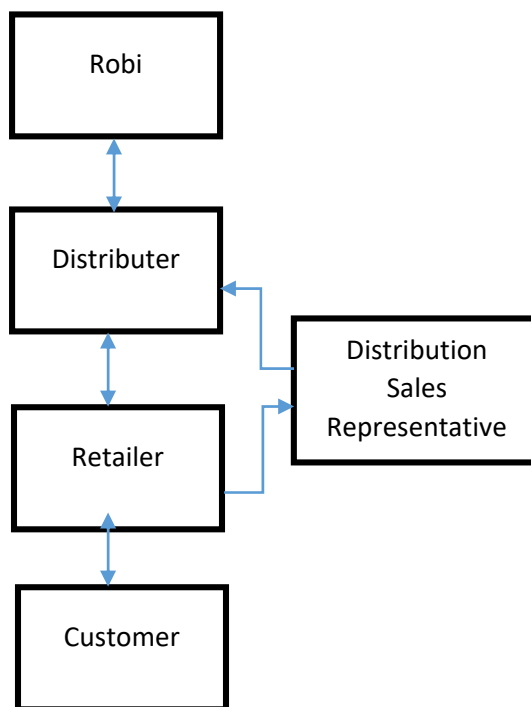 Robi
Distributer
Distribution
Sales
Representative
Retailer
Customer